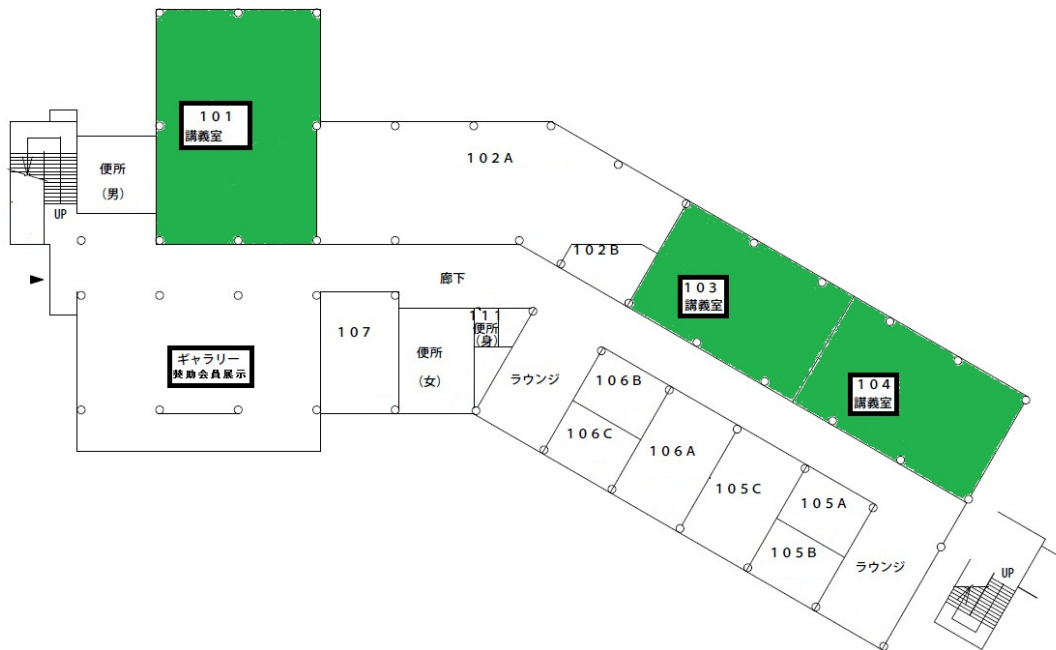 １０１
講義室
１０２Ａ
便所
（男）
UP
１０２Ｂ
廊下
１０３
講義室
１１１
便所
（身）
１０７
便所
（女）
ギャラリー
賛助会員展示
ラウンジ
１０６Ｂ
１０４
講義室
１０６Ｃ
１０６Ａ
１０５Ｃ
１０５Ａ
１０５Ｂ
ラウンジ
UP